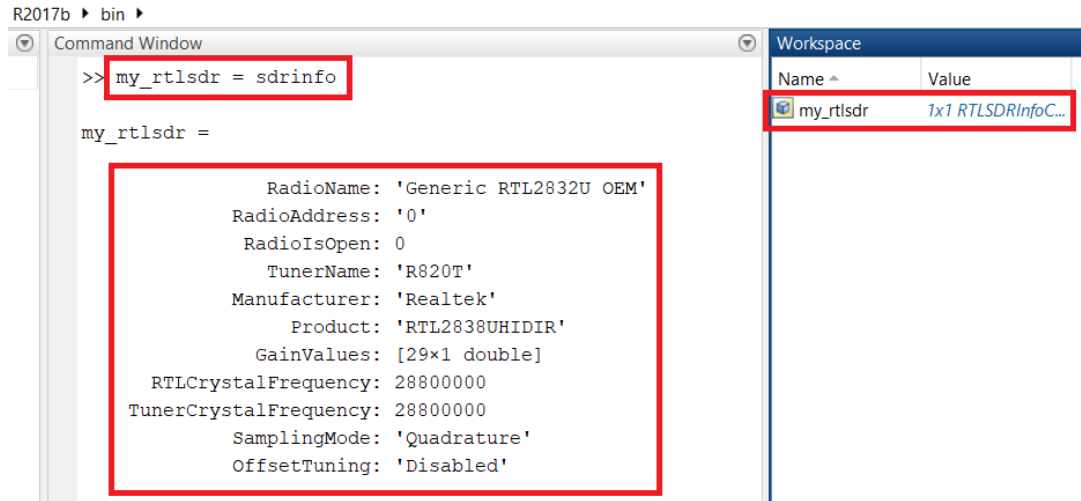 R2017b ▸ bin ▸
Command Window
>> my_rtlsdr = sdrinfo
my_rtlsdr =
RadioName: 'Generic RTL2832U OEM'
RadioAddress: '0'
RadioIsOpen: 0
TunerName: 'R820T'
Manufacturer: 'Realtek'
Product: 'RTL2838UHIDIR'
GainValues: [29×1 double]
RTLCrystalFrequency: 28800000
TunerCrystalFrequency: 28800000
SamplingMode: 'Quadrature'
OffsetTuning: 'Disabled'
Workspace
Name Value
my_rtlsdr 1x1 RTLSDRInfoC...